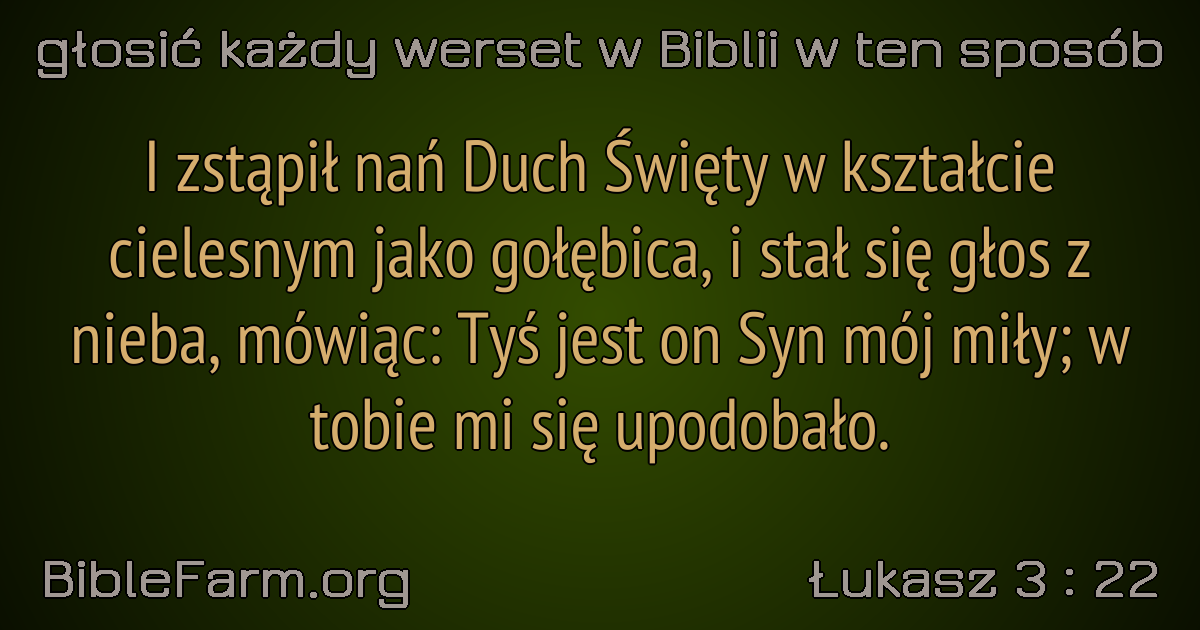 głosić każdy werset w Biblii w ten sposób
I zstąpił nań Duch Święty w kształcie
cielesnym jako gołębica, i stał się głos z
nieba, mówiąc: Tyś jest on Syn mój miły; w
tobie mi się upodobało.
BibleFarm.org
Łukasz 3 : 22